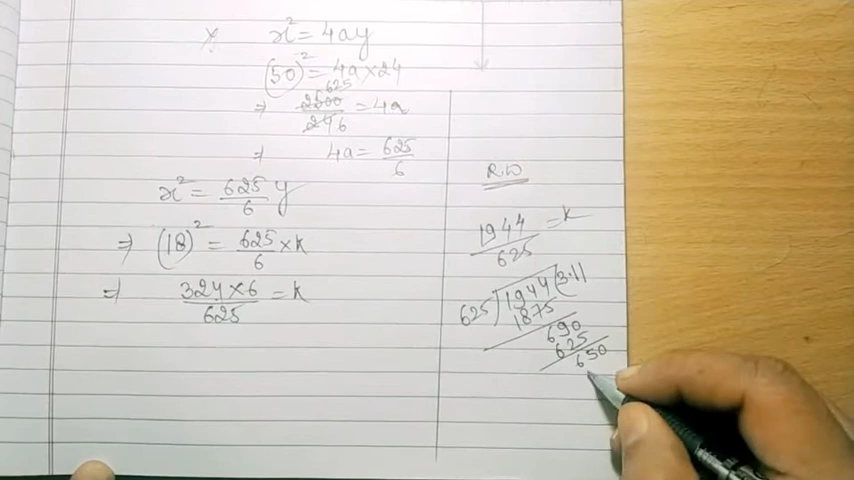 x² = 4ay
(50)² = 4a×24
⇒ 2500/24 625/6 = 4a
⇒ 4a = 625/6
x² = 625/6 y
⇒ (18)² = 625/6 × k
⇒ 324×6/625 = k
R.W
1944/625 = k
625) 1944 (3.11
1875
690
625
650